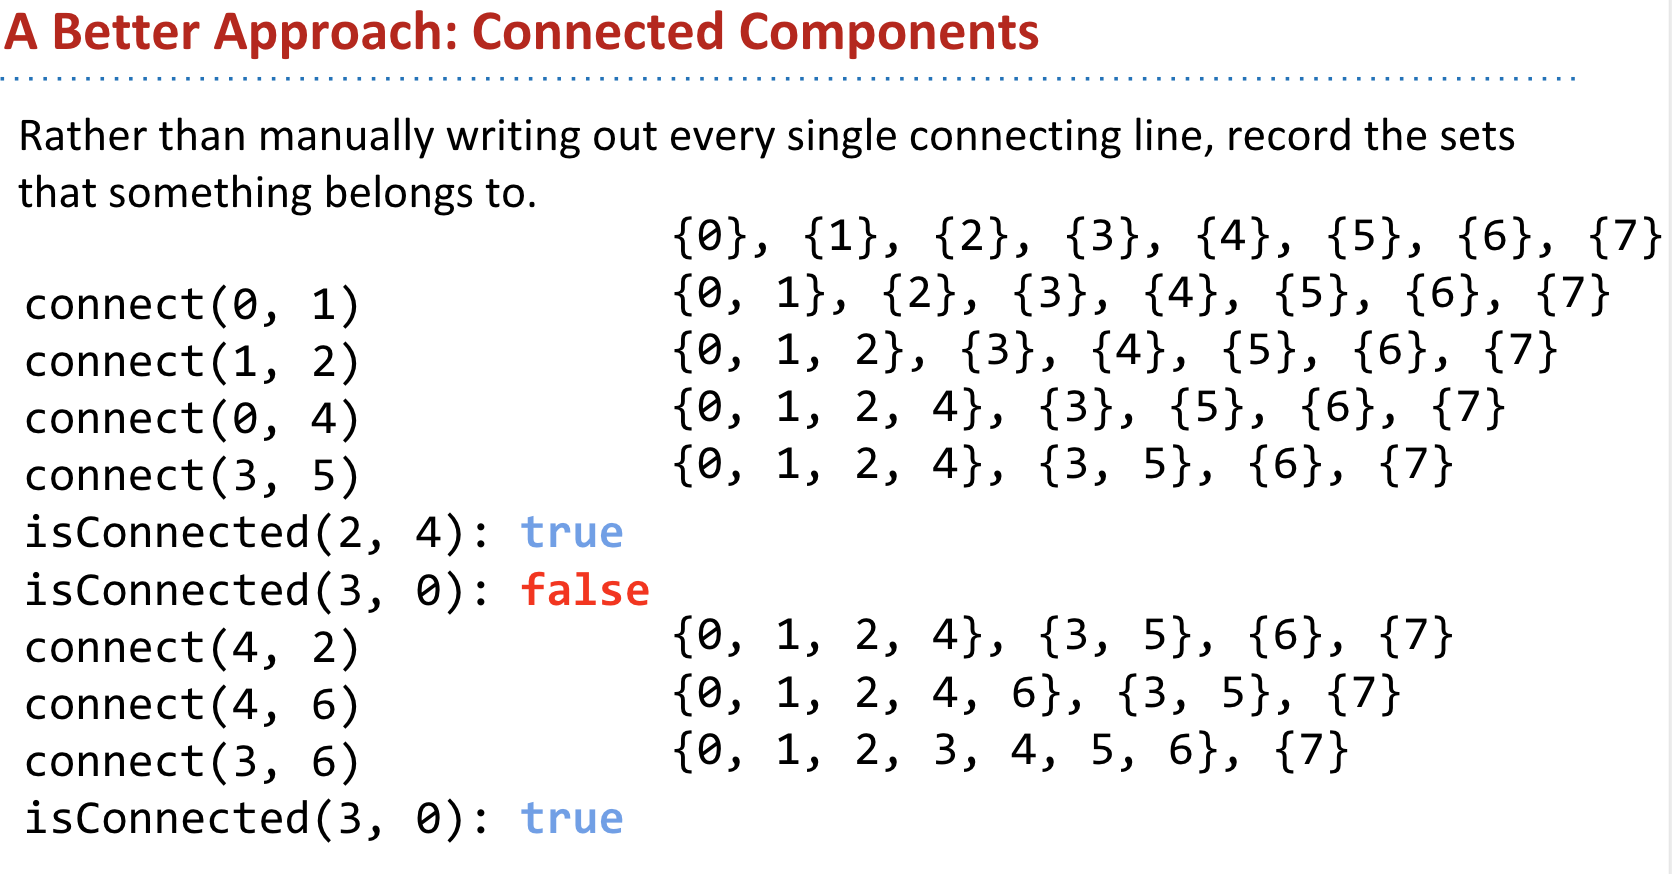 A Better Approach: Connected Components
Rather than manually writing out every single connecting line, record the sets
that something belongs to.
{0}, {1}, {2}, {3}, {4}, {5}, {6}, {7}
connect(0, 1) {0, 1}, {2}, {3}, {4}, {5}, {6}, {7}
connect(1, 2) {0, 1, 2}, {3}, {4}, {5}, {6}, {7}
connect(0, 4) {0, 1, 2, 4}, {3}, {5}, {6}, {7}
connect(3, 5) {0, 1, 2, 4}, {3, 5}, {6}, {7}
isConnected(2, 4): true
isConnected(3, 0): false
connect(4, 2) {0, 1, 2, 4}, {3, 5}, {6}, {7}
connect(4, 6) {0, 1, 2, 4, 6}, {3, 5}, {7}
connect(3, 6) {0, 1, 2, 3, 4, 5, 6}, {7}
isConnected(3, 0): true